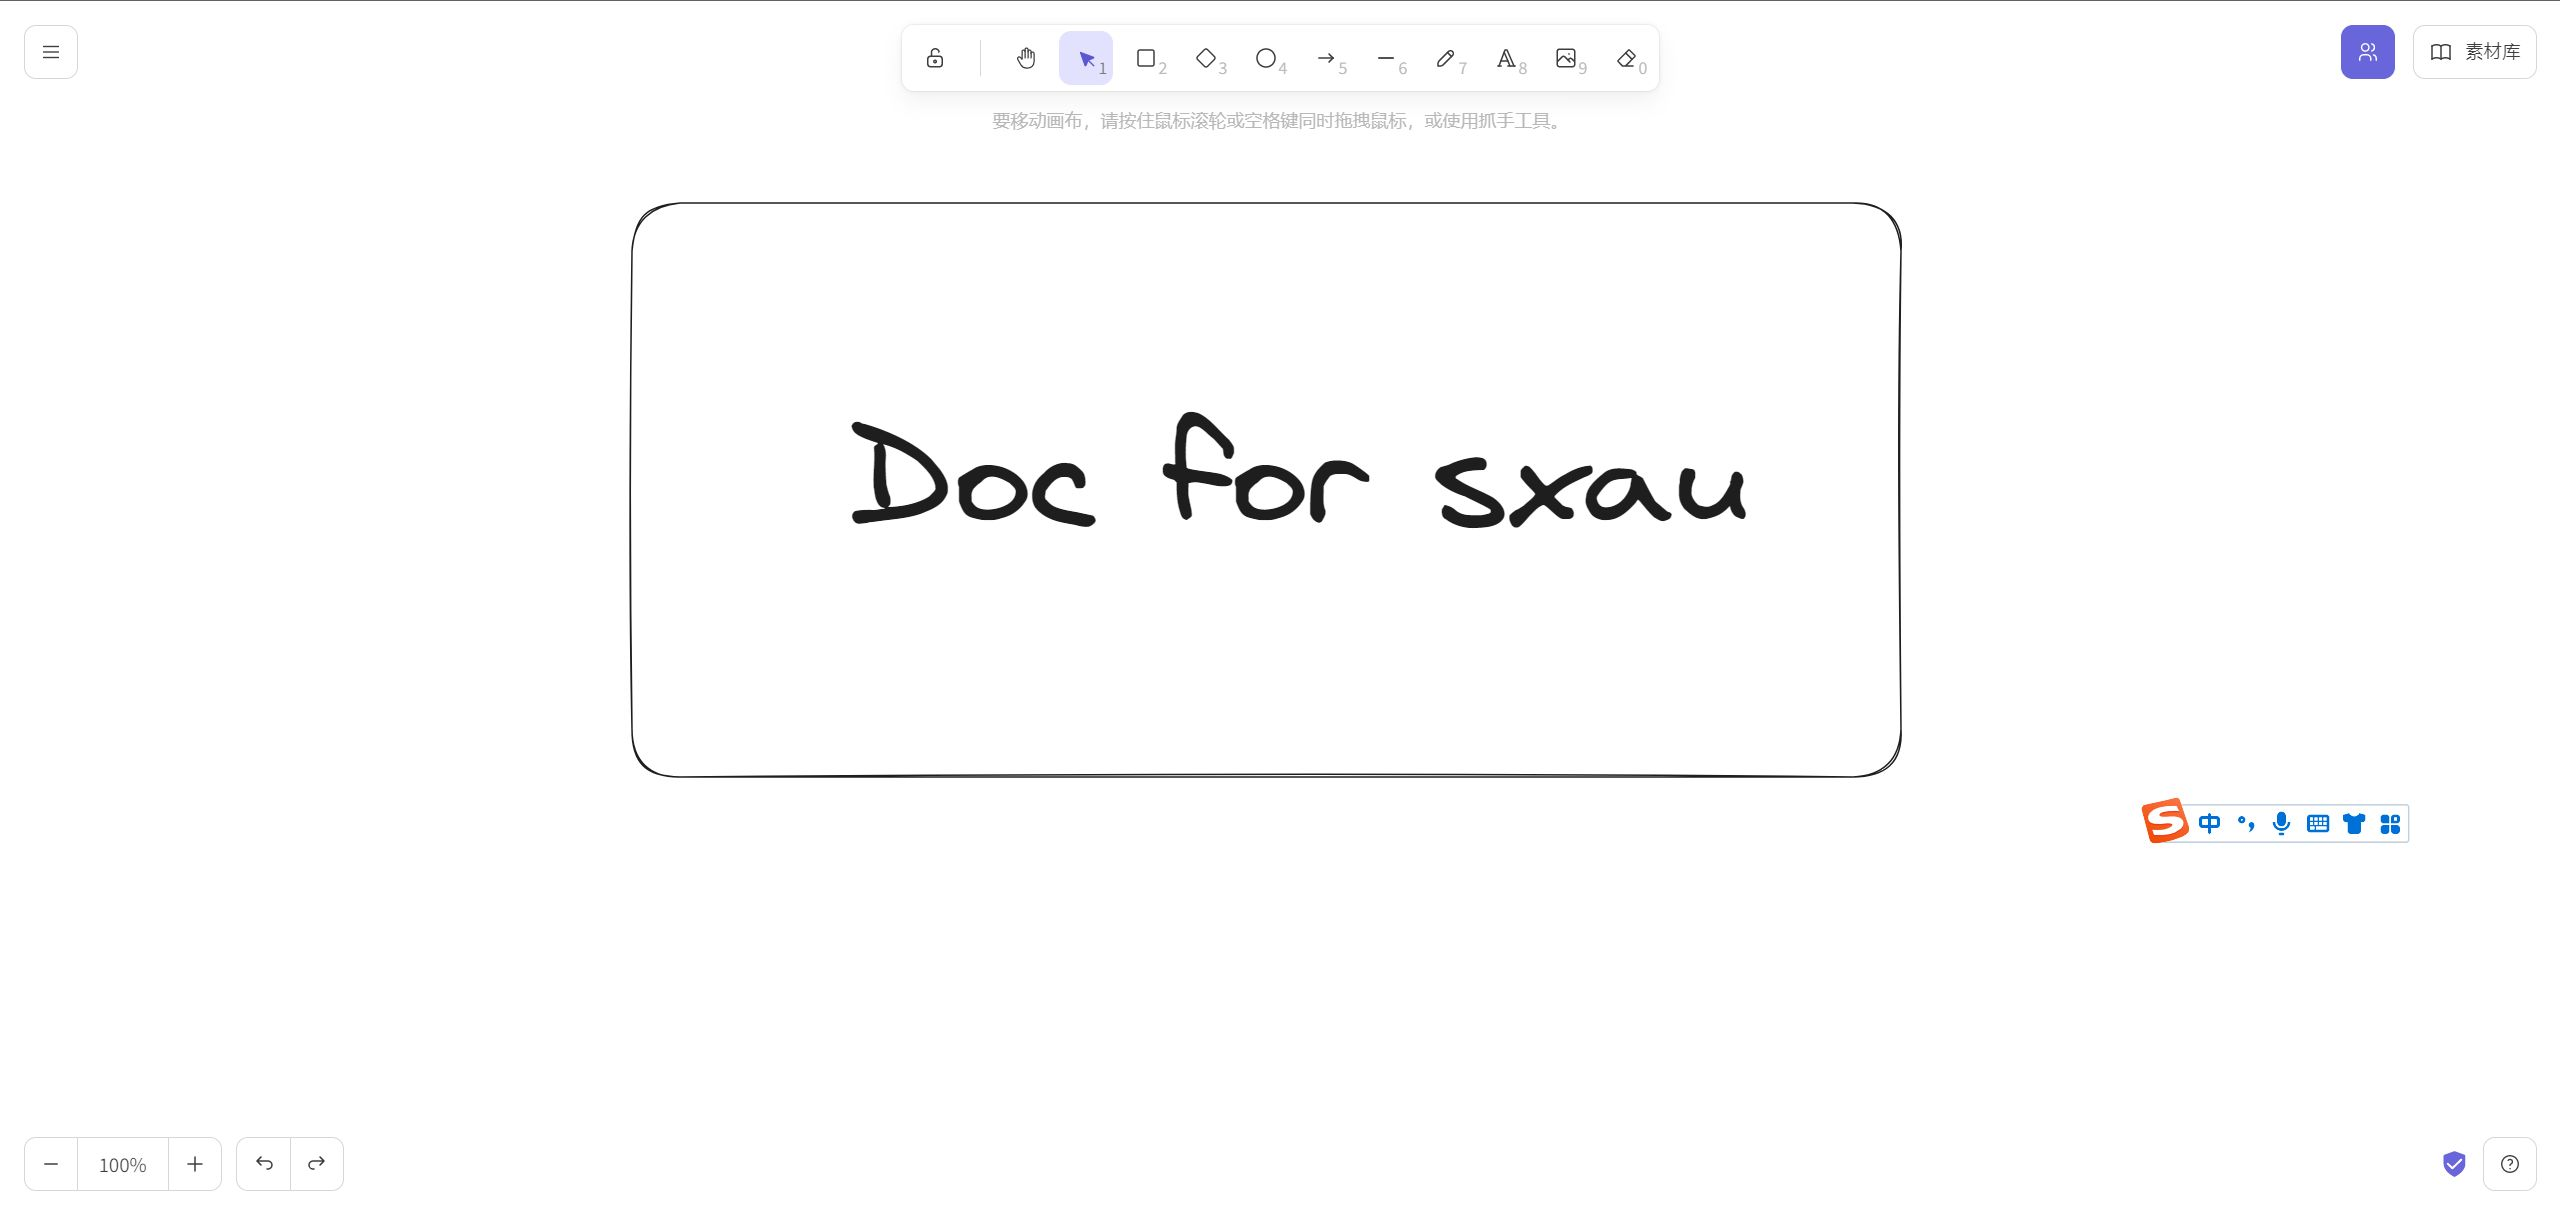 1 2 3 4 5 6 7 8 9 0
素材库
要移动画布，请按住鼠标滚轮或空格键同时拖拽鼠标，或使用抓手工具。
Doc for sxau
S 中 °，
100%